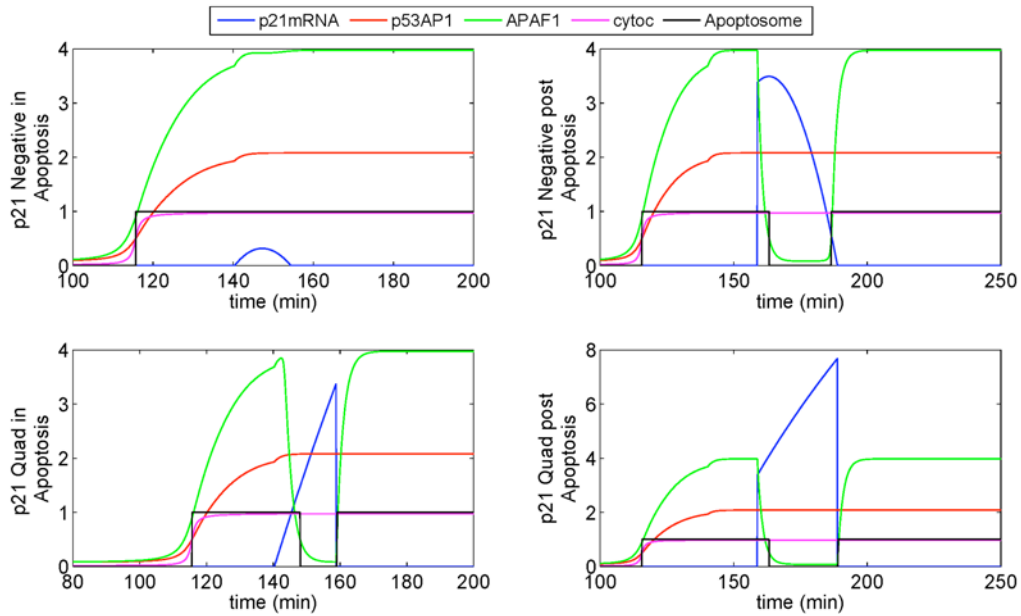 p21mRNA p53AP1 APAF1 cytoc Apoptosome
p21 Negative in
Apoptosis
4
3
2
1
0
100 120 140 160 180 200
time (min)
p21 Negative post
Apoptosis
4
3
2
1
0
100 150 200 250
time (min)
p21 Quad in
Apoptosis
4
3
2
1
0
80 100 120 140 160 180 200
time (min)
p21 Quad post
Apoptosis
8
6
4
2
0
100 150 200 250
time (min)